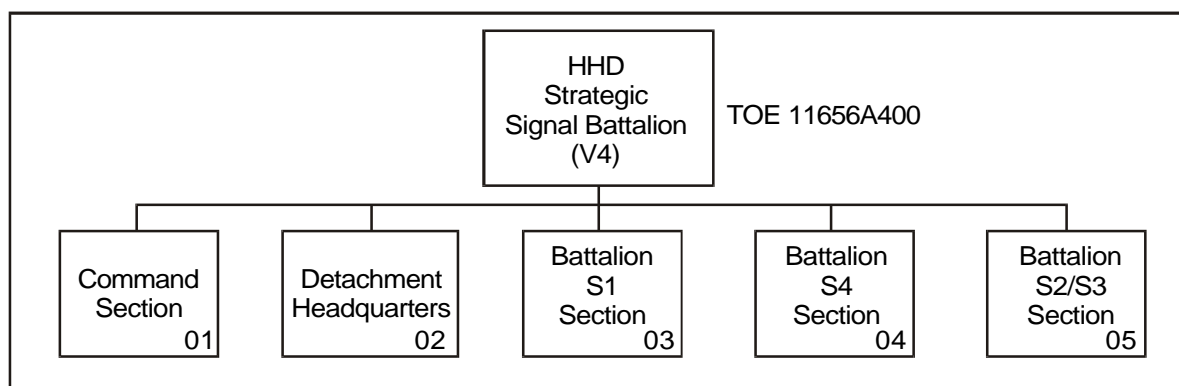 HHD
Strategic
Signal Battalion
(V4)
TOE 11656A400
Command
Section
01
Detachment
Headquarters
02
Battalion
S1
Section
03
Battalion
S4
Section
04
Battalion
S2/S3
Section
05